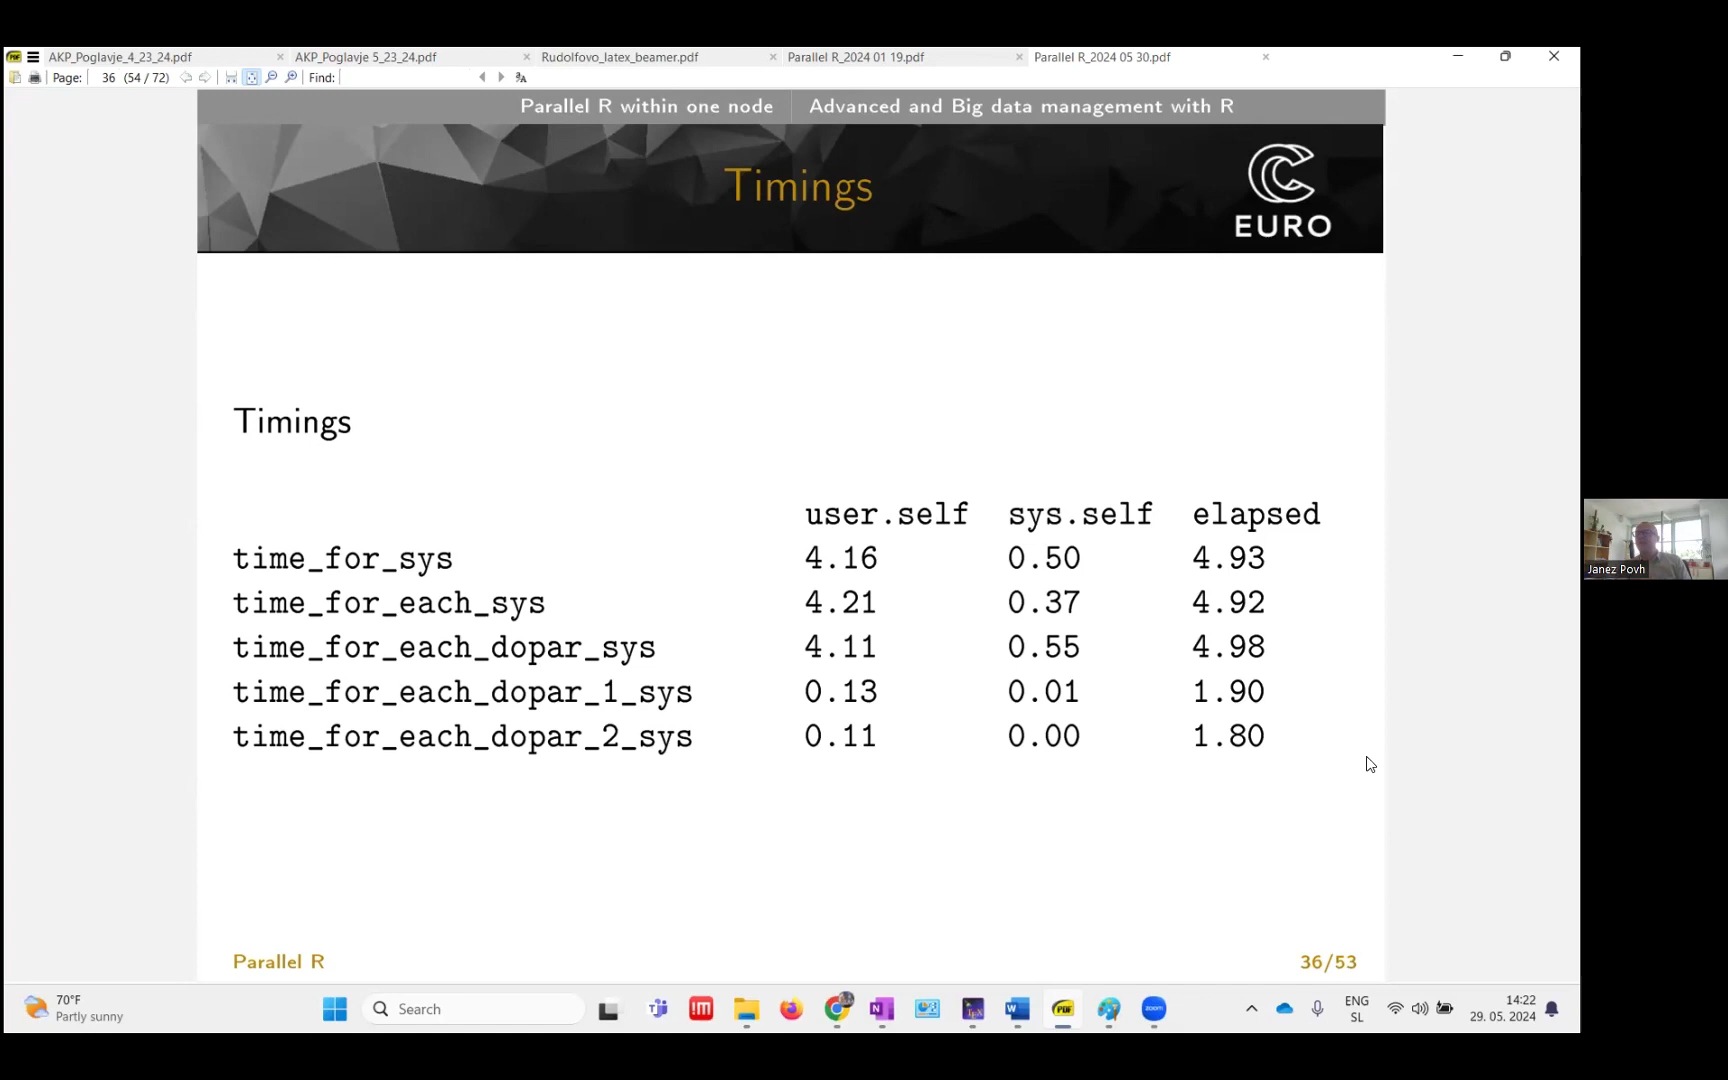 AKP_Poglavje_4_23_24.pdf
AKP_Poglavje 5_23_24.pdf
Rudolfovo_latex_beamer.pdf
Parallel R_2024 01 19.pdf
Parallel R_2024 05 30.pdf
Page: 36 (54 / 72) Find:
Parallel R within one node Advanced and Big data management with R
Timings
EURO
Timings
user.self sys.self elapsed
time_for_sys 4.16 0.50 4.93
time_for_each_sys 4.21 0.37 4.92
time_for_each_dopar_sys 4.11 0.55 4.98
time_for_each_dopar_1_sys 0.13 0.01 1.90
time_for_each_dopar_2_sys 0.11 0.00 1.80
Janez Povh
Parallel R 36/53
70°F
Partly sunny
Search
ENG
SL
14:22
29. 05. 2024